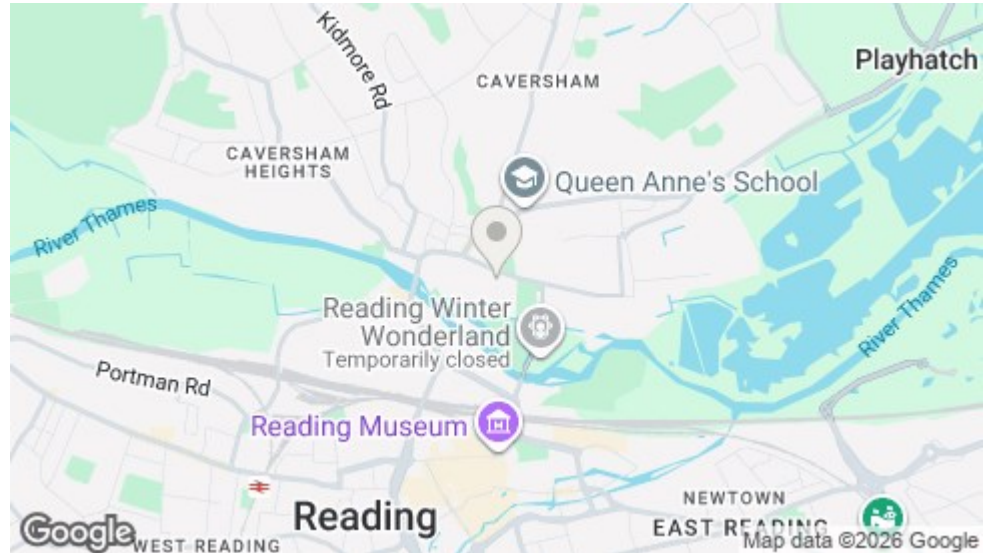 Kidmore Rd
Playhatch
CAVERSHAM
CAVERSHAM
HEIGHTS
Queen Anne's School
River Thames
Reading Winter
Wonderland
Temporarily closed
River Thames
Portman Rd
Reading Museum
NEWTOWN
Reading
EAST READING
Google
WEST READING
Map data ©2026 Google